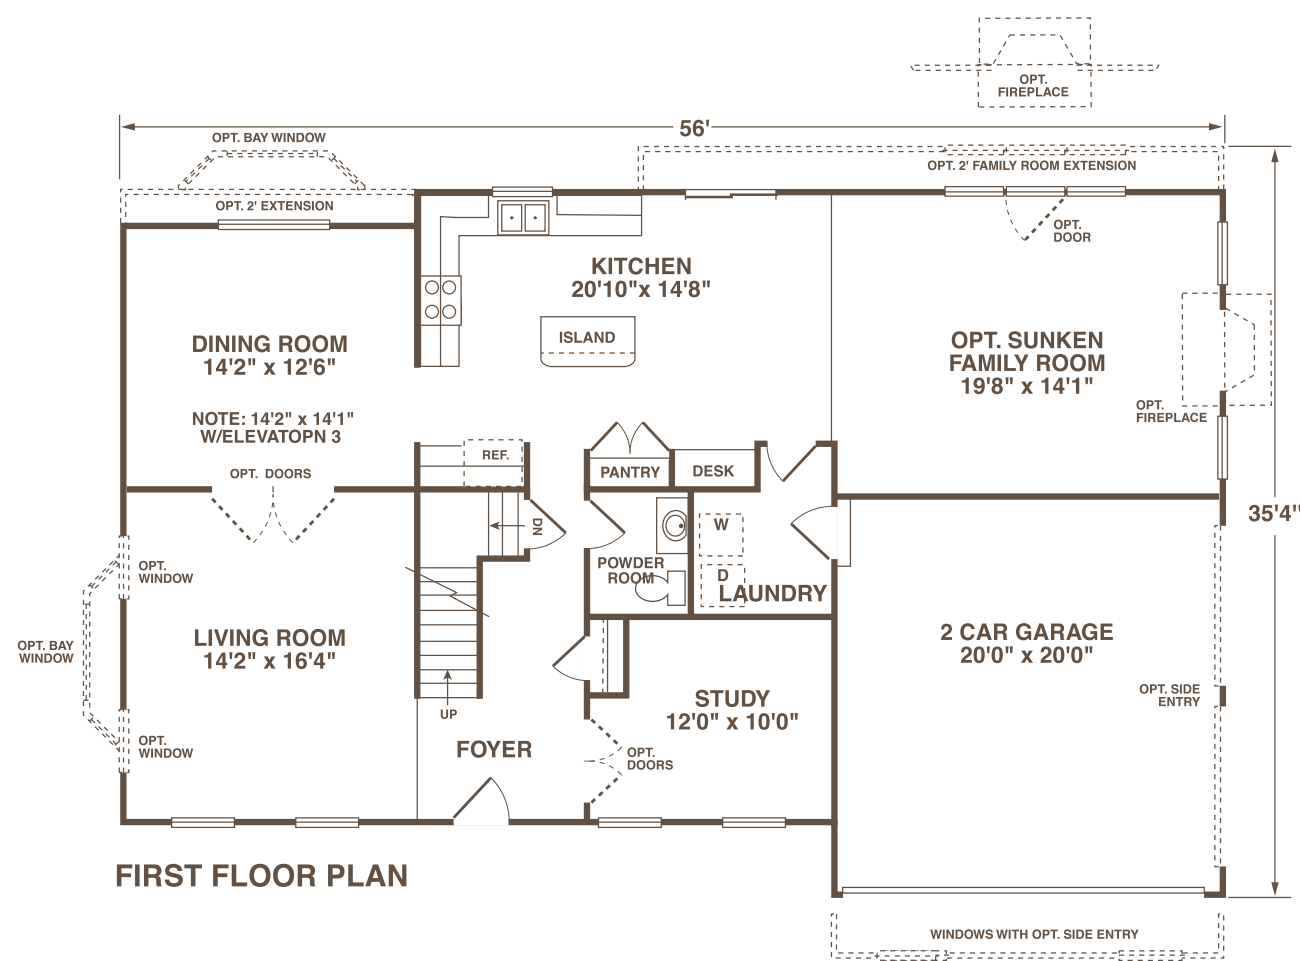 OPT.
FIREPLACE
56'
OPT. BAY WINDOW
OPT. 2' FAMILY ROOM EXTENSION
OPT. 2' EXTENSION
OPT.
DOOR
KITCHEN
20'10"x 14'8"
ISLAND
DINING ROOM
14'2" x 12'6"
NOTE: 14'2" x 14'1"
W/ELEVATOPN 3
OPT. SUNKEN
FAMILY ROOM
19'8" x 14'1"
OPT.
FIREPLACE
OPT. DOORS
REF.
PANTRY
DESK
35'4"
DN
W
D
POWDER
ROOM
LAUNDRY
OPT.
WINDOW
OPT. BAY
WINDOW
LIVING ROOM
14'2" x 16'4"
2 CAR GARAGE
20'0" x 20'0"
OPT. SIDE
ENTRY
UP
STUDY
12'0" x 10'0"
OPT.
WINDOW
FOYER
OPT.
DOORS
FIRST FLOOR PLAN
WINDOWS WITH OPT. SIDE ENTRY